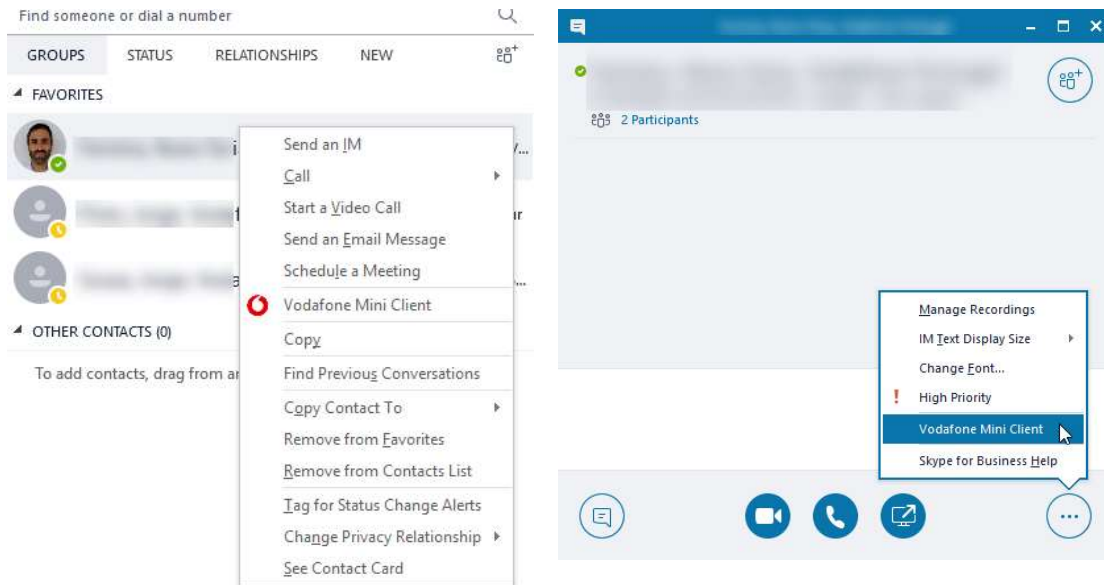 Find someone or dial a number
GROUPS STATUS RELATIONSHIPS NEW
FAVORITES
Send an IM
Call
Start a Video Call
Send an Email Message
Schedule a Meeting
Vodafone Mini Client
Copy
Find Previous Conversations
Copy Contact To
Remove from Favorites
Remove from Contacts List
Tag for Status Change Alerts
Change Privacy Relationship
See Contact Card
OTHER CONTACTS (0)
To add contacts, drag from
2 Participants
Manage Recordings
IM Text Display Size
Change Font...
High Priority
Vodafone Mini Client
Skype for Business Help